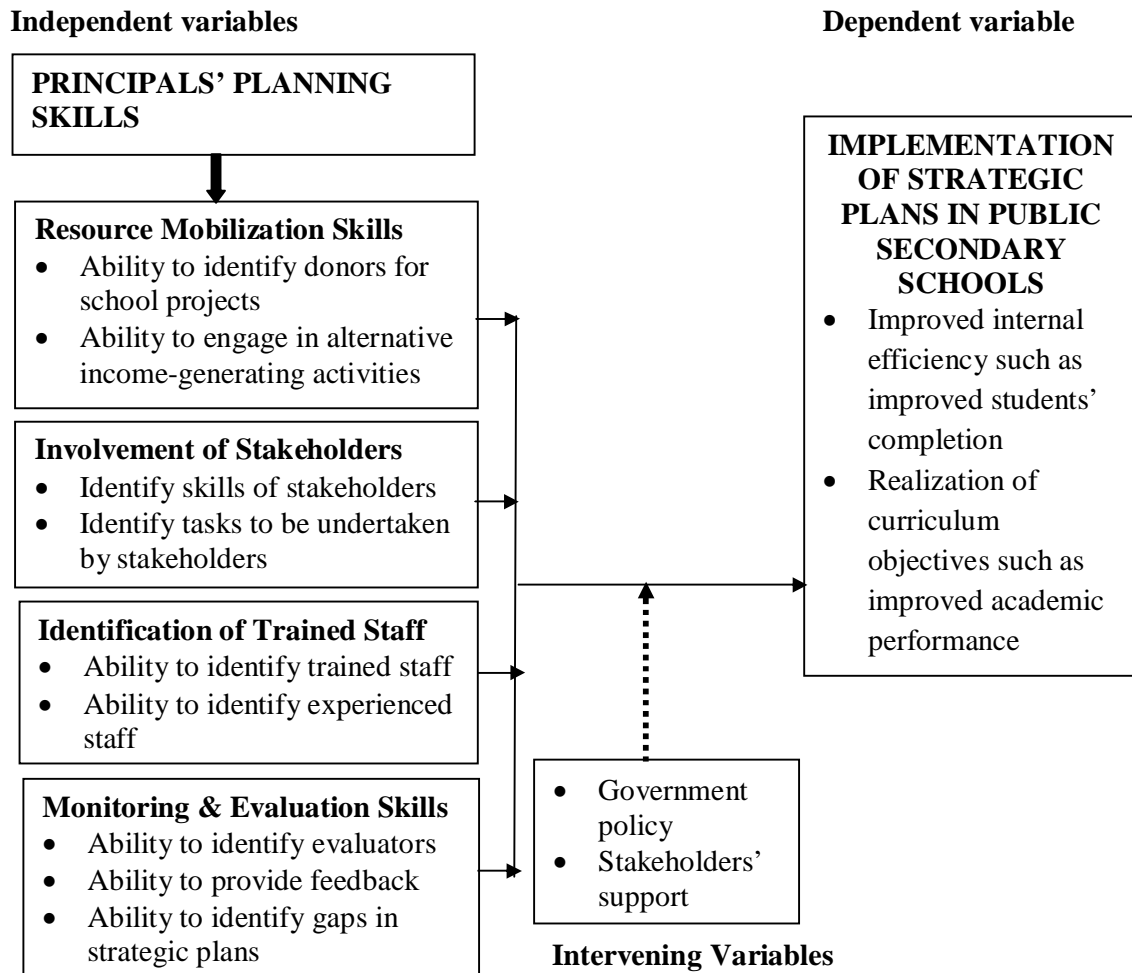 Independent variables
Dependent variable
PRINCIPALS’ PLANNING
SKILLS
Resource Mobilization Skills
• Ability to identify donors for
school projects
• Ability to engage in alternative
income-generating activities
Involvement of Stakeholders
• Identify skills of stakeholders
• Identify tasks to be undertaken
by stakeholders
Identification of Trained Staff
• Ability to identify trained staff
• Ability to identify experienced
staff
Monitoring & Evaluation Skills
• Ability to identify evaluators
• Ability to provide feedback
• Ability to identify gaps in
strategic plans
• Government
policy
• Stakeholders’
support
Intervening Variables
IMPLEMENTATION
OF STRATEGIC
PLANS IN PUBLIC
SECONDARY
SCHOOLS
• Improved internal
efficiency such as
improved students’
completion
• Realization of
curriculum
objectives such as
improved academic
performance